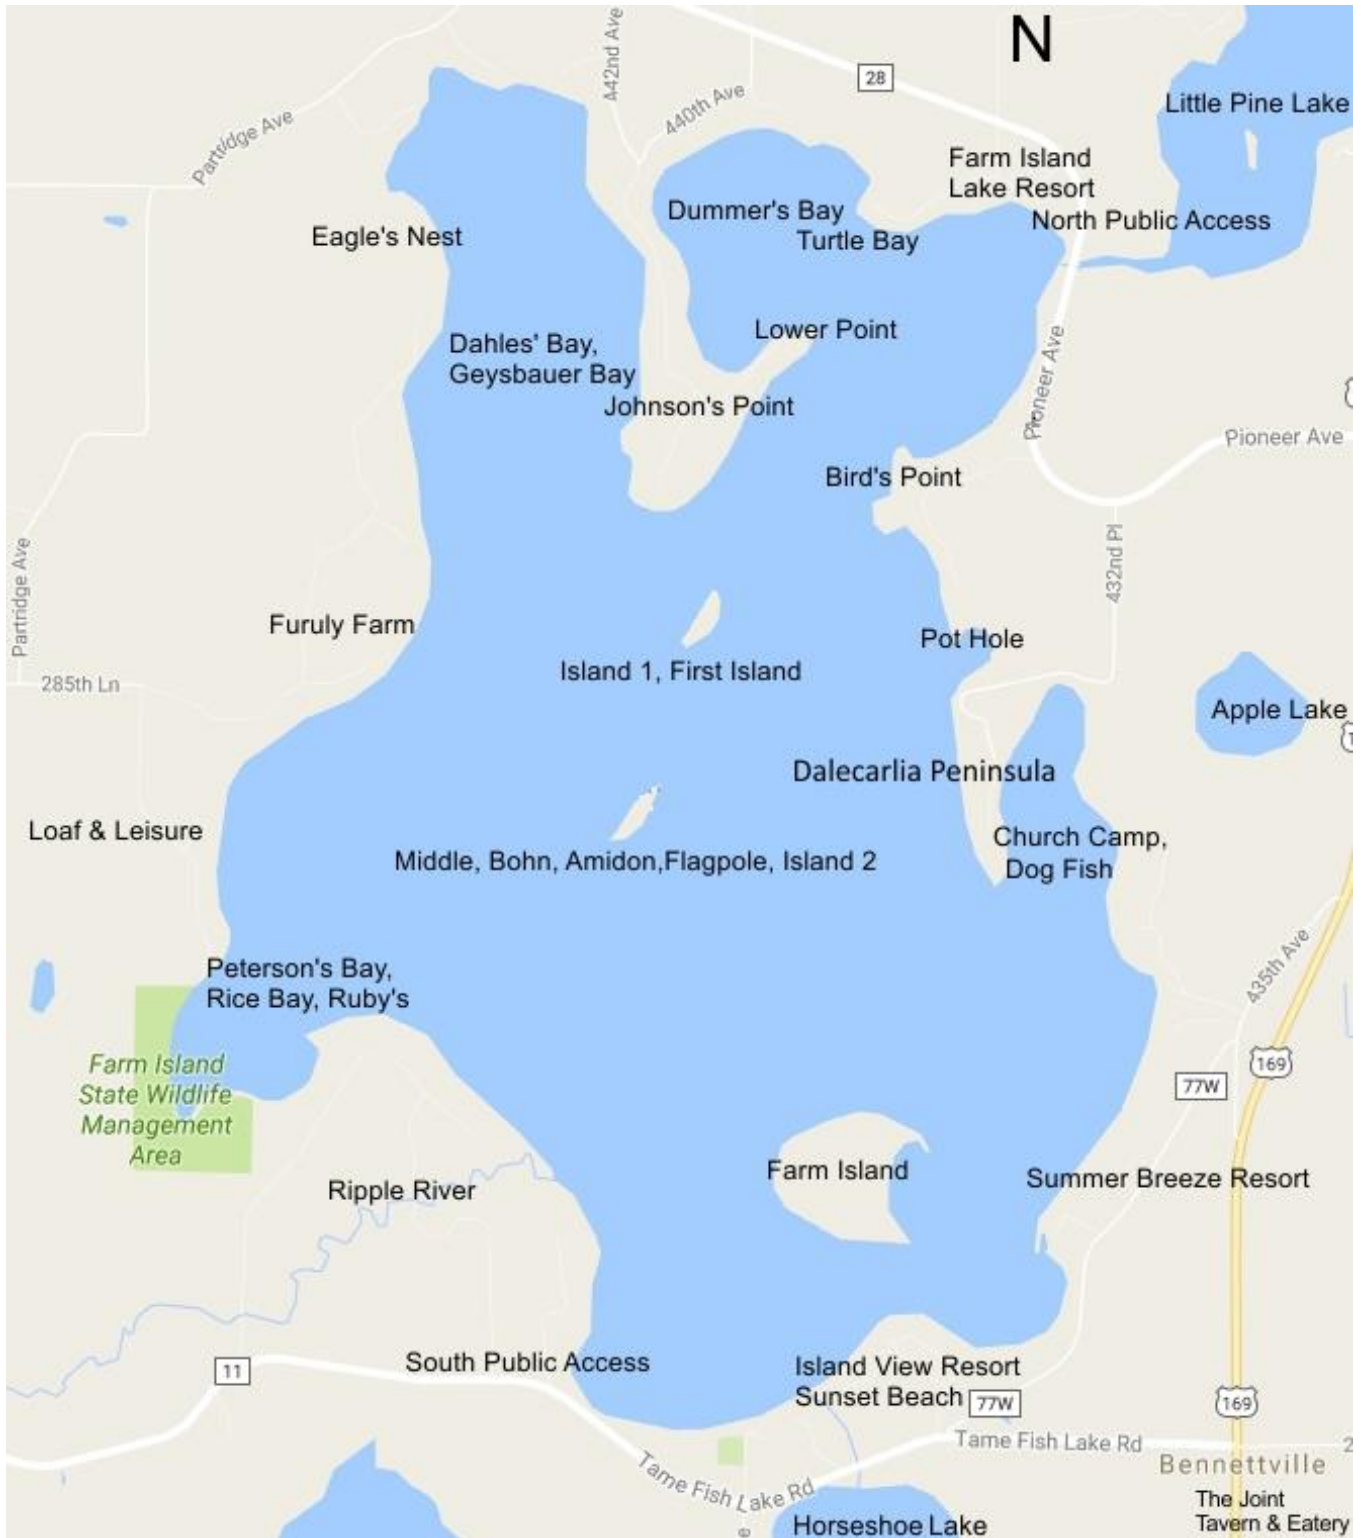 N
442nd Ave
28
Little Pine Lake
440th Ave
Partridge Ave
Farm Island
Lake Resort
Dummer's Bay
Turtle Bay
North Public Access
Eagle's Nest
Lower Point
Dahles' Bay,
Geysbauer Bay
Pioneer Ave
Johnson's Point
Pioneer Ave
Bird's Point
432nd Pl
Partridge Ave
Furuly Farm
Pot Hole
Island 1, First Island
285th Ln
Apple Lake
Dalecarlia Peninsula
Loaf & Leisure
Church Camp,
Dog Fish
Middle, Bohn, Amidon,Flagpole, Island 2
435th Ave
Peterson's Bay,
Rice Bay, Ruby's
Farm Island
State Wildlife
Management
Area
169
77W
Farm Island
Summer Breeze Resort
Ripple River
South Public Access
11
Island View Resort
Sunset Beach
77W
169
Tame Fish Lake Rd
Bennettville
Tame Fish Lake Rd
The Joint
Tavern & Eatery
Horseshoe Lake